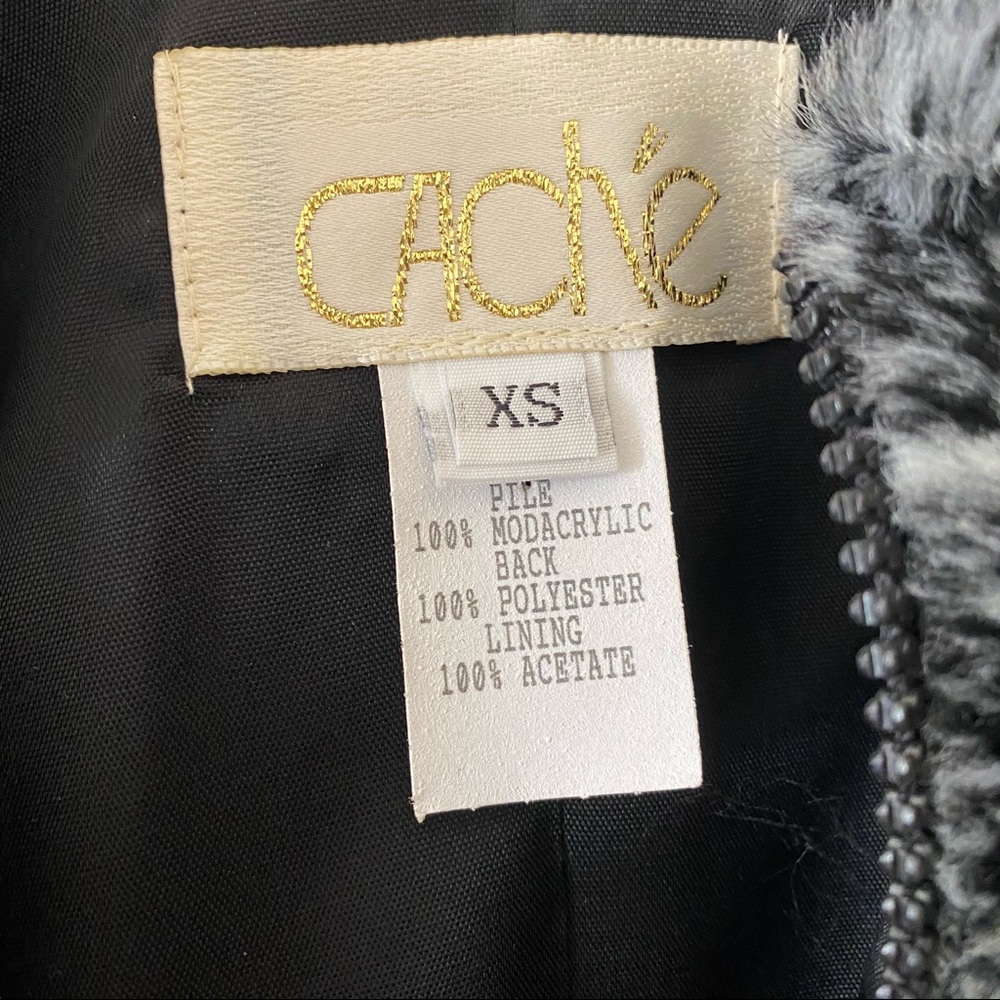 CAché
XS
PILE
100% MODACRYLIC
BACK
100% POLYESTER
LINING
100% ACETATE